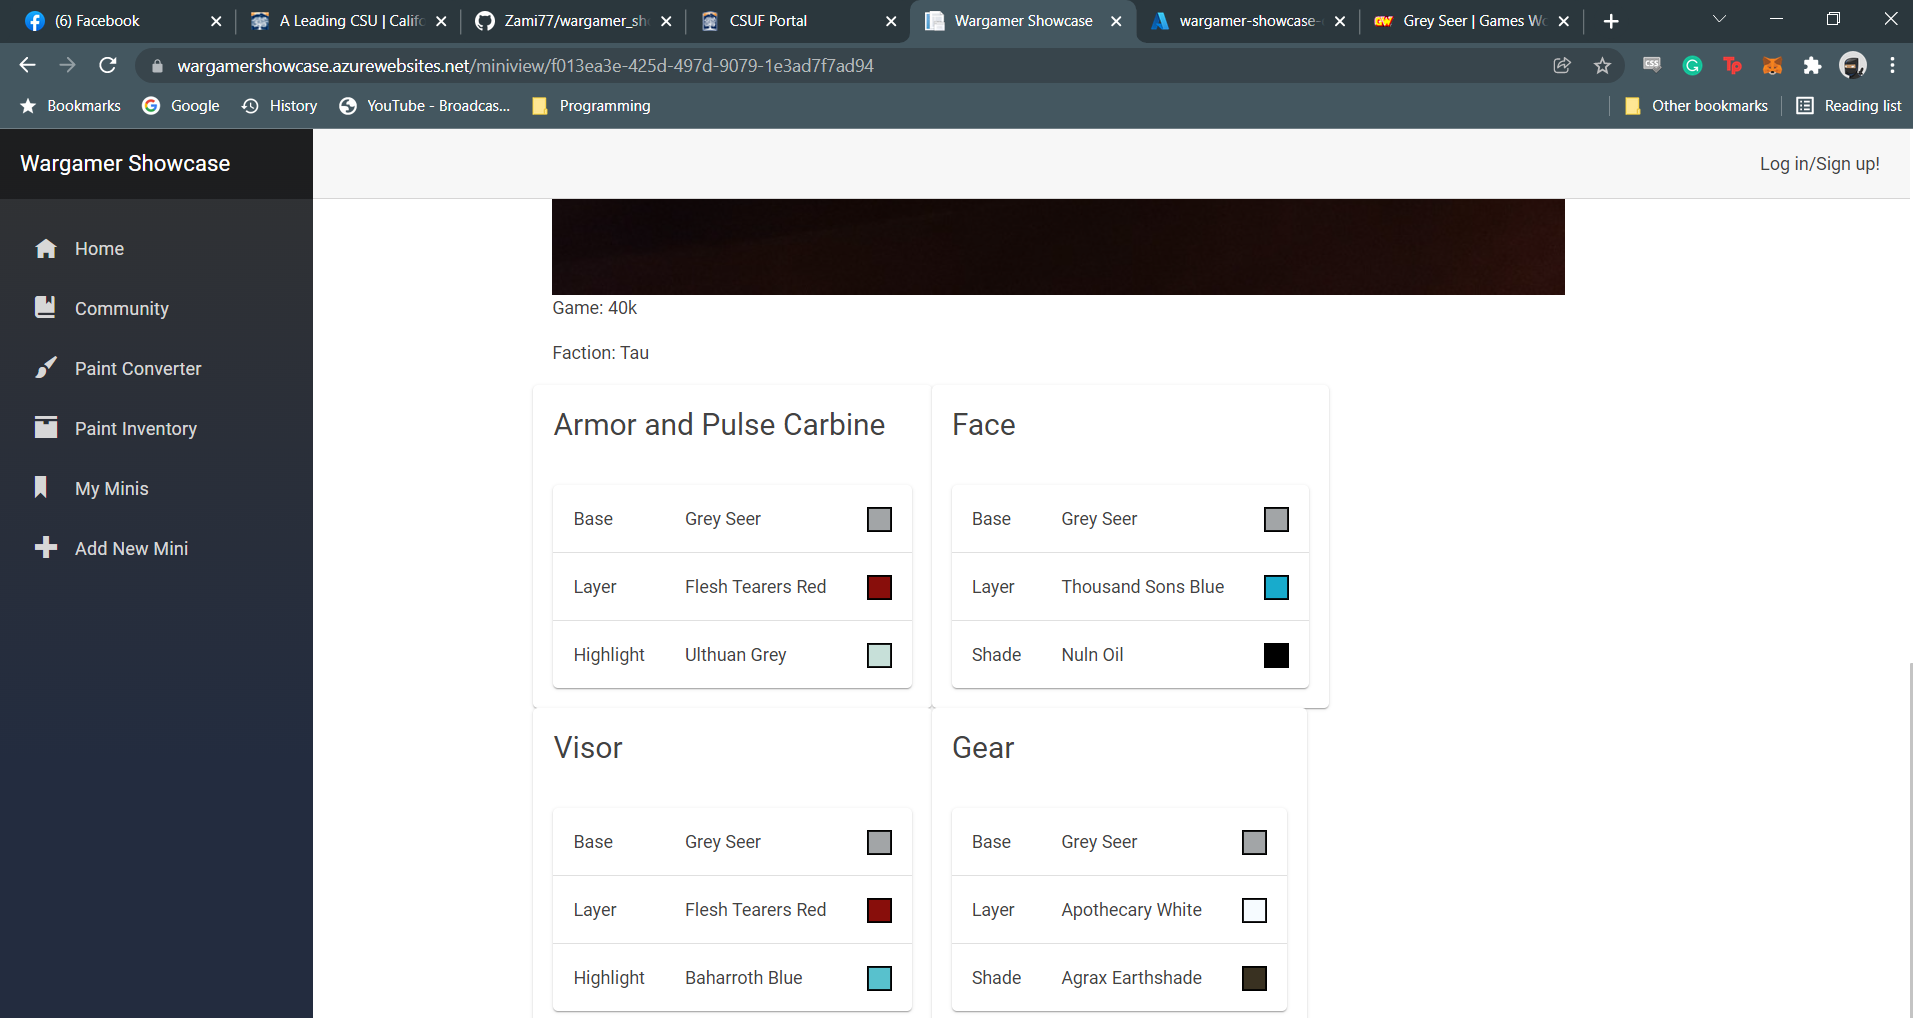 (6) Facebook
A Leading CSU | Califo
Zami77/wargamer_sh
CSUF Portal
Wargamer Showcase
wargamer-showcase-
GW Grey Seer | Games Wo
wargamershowcase.azurewebsites.net/miniview/f013ea3e-425d-497d-9079-1e3ad7f7ad94
CSS
G
Tp
Bookmarks
Google
History
YouTube - Broadcas...
Programming
Other bookmarks
Reading list
Wargamer Showcase
Log in/Sign up!
Home
Community
Paint Converter
Paint Inventory
My Minis
Add New Mini
Game: 40k
Faction: Tau
Armor and Pulse Carbine
Base Grey Seer
Layer Flesh Tearers Red
Highlight Ulthuan Grey
Face
Base Grey Seer
Layer Thousand Sons Blue
Shade Nuln Oil
Visor
Base Grey Seer
Layer Flesh Tearers Red
Highlight Baharroth Blue
Gear
Base Grey Seer
Layer Apothecary White
Shade Agrax Earthshade